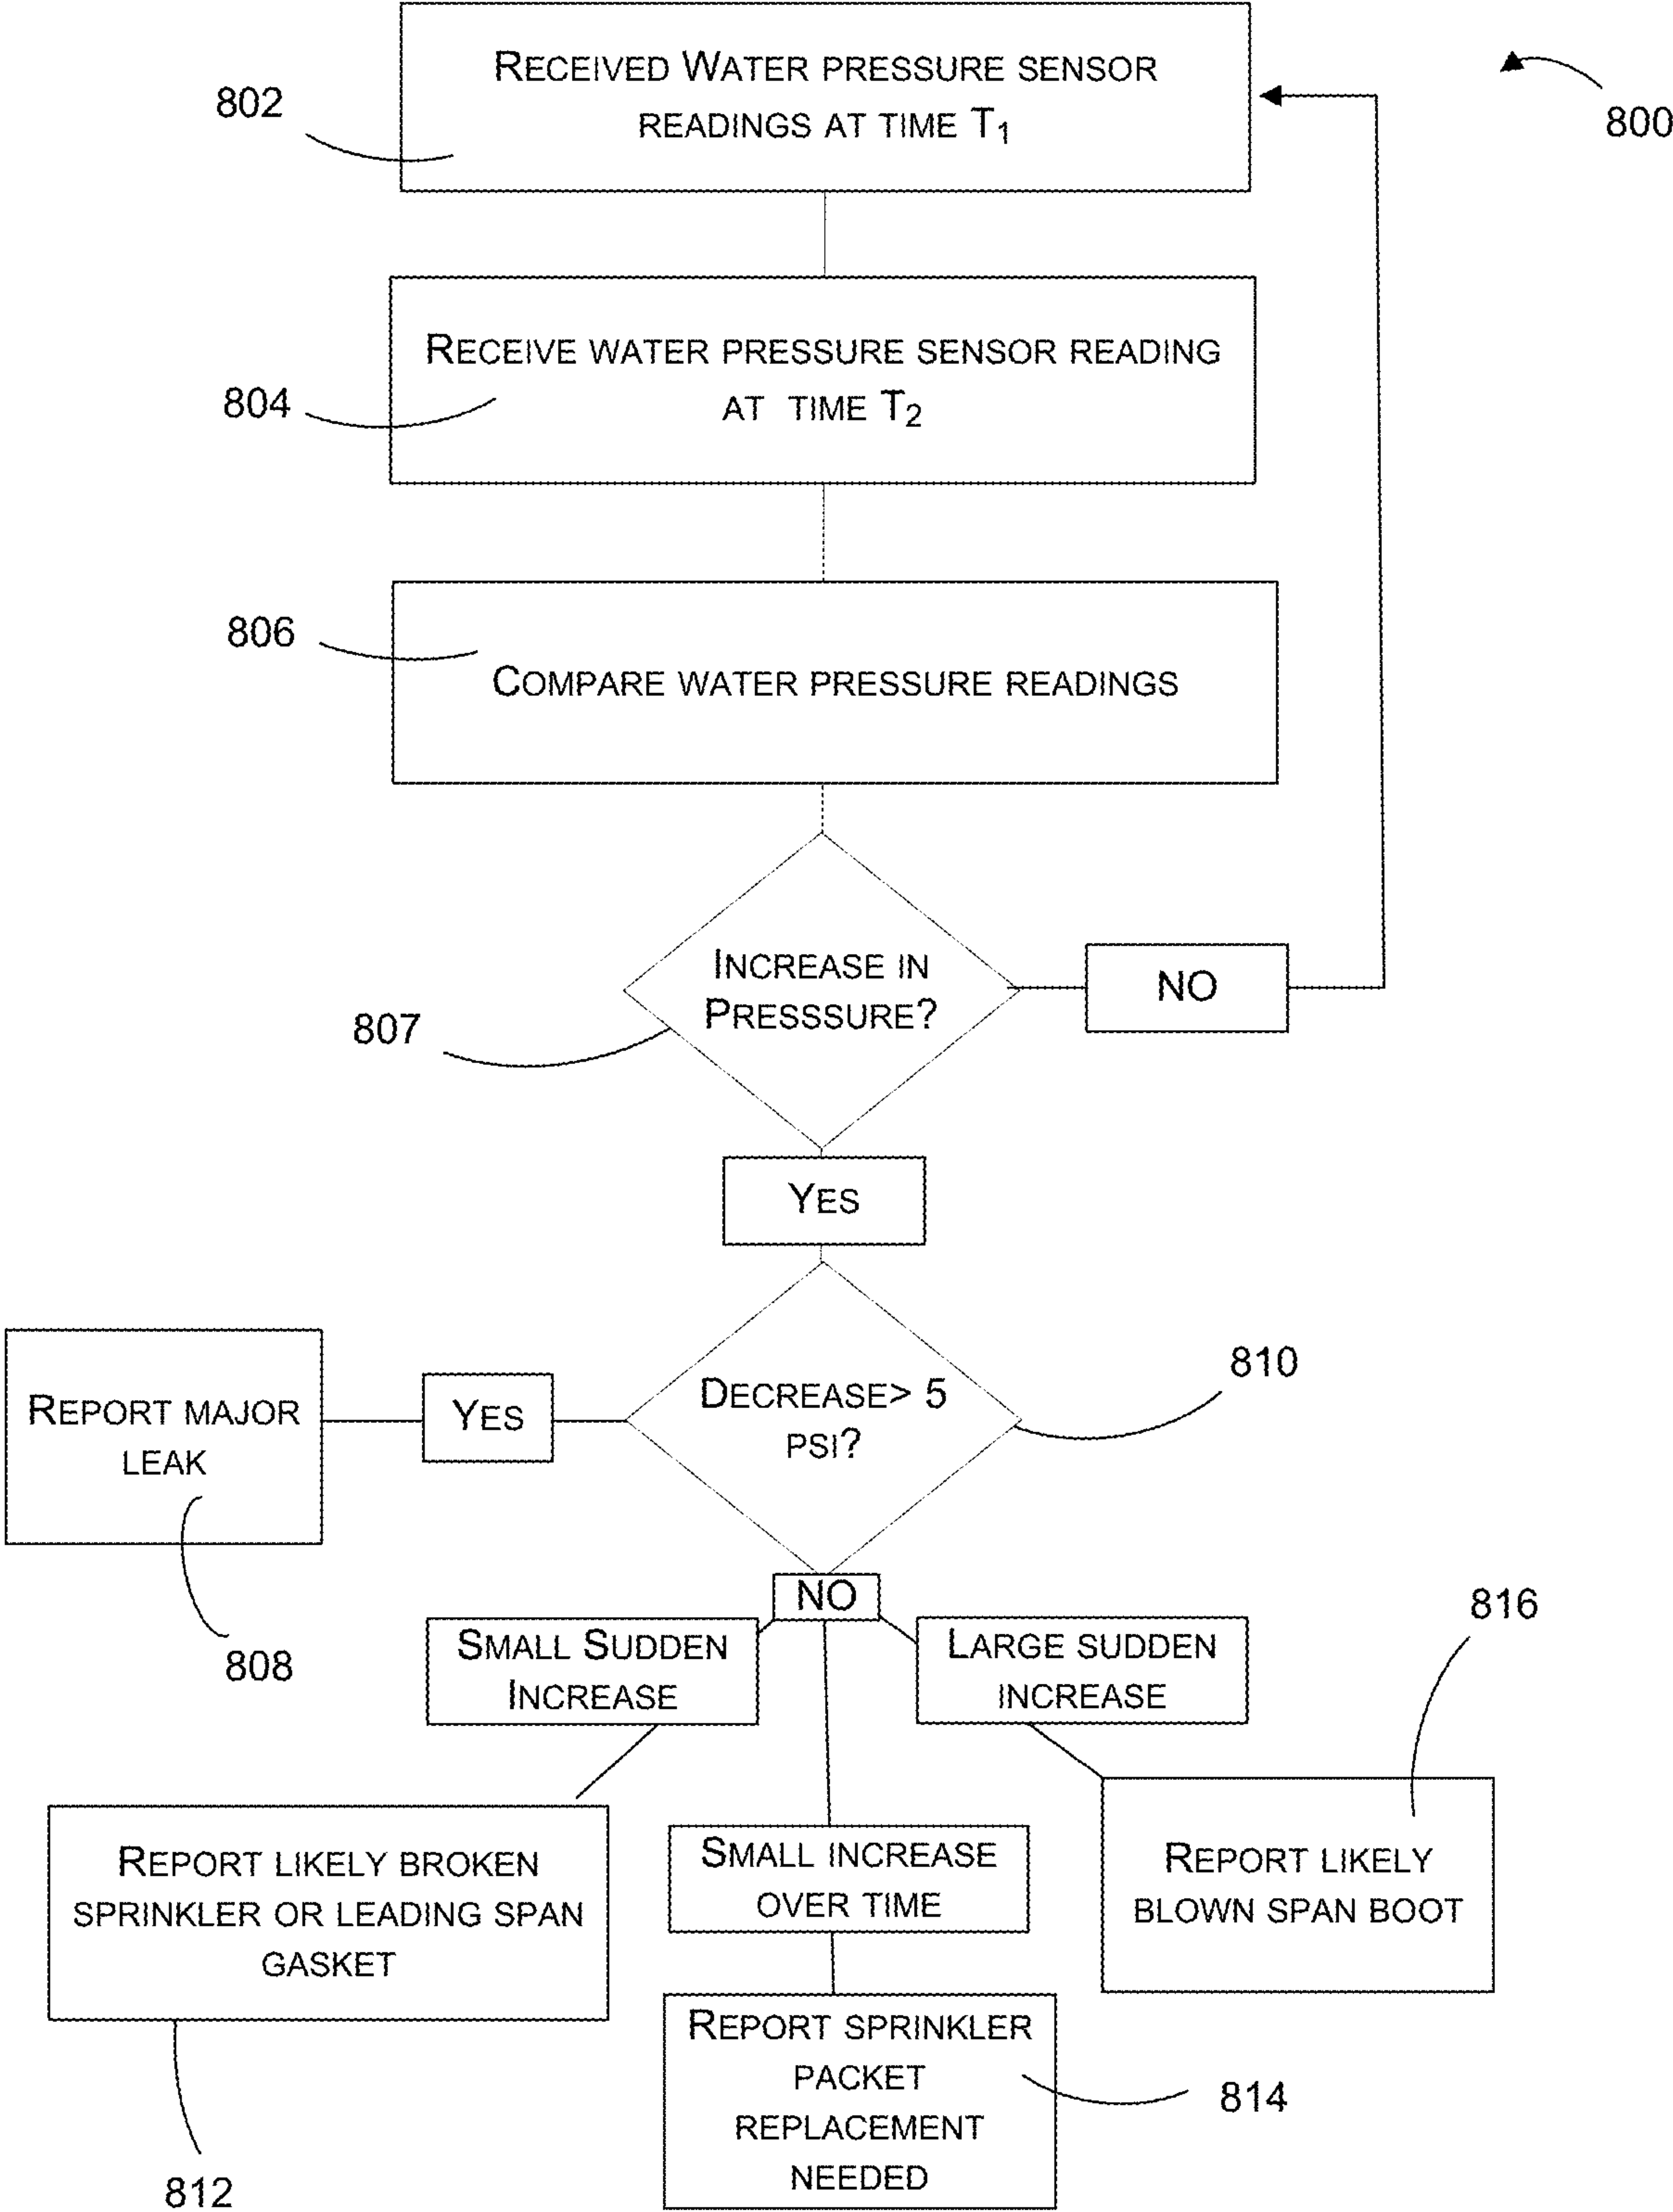 RECEIVED WATER PRESSURE SENSOR
READINGS AT TIME T1
802
800
RECEIVE WATER PRESSURE SENSOR READING
AT TIME T2
804
806
COMPARE WATER PRESSURE READINGS
INCREASE IN
PRESSSURE?
NO
807
YES
810
DECREASE> 5
PSI?
YES
REPORT MAJOR
LEAK
808
NO
SMALL SUDDEN
INCREASE
LARGE SUDDEN
INCREASE
816
REPORT LIKELY BROKEN
SPRINKLER OR LEADING SPAN
GASKET
SMALL INCREASE
OVER TIME
REPORT LIKELY
BLOWN SPAN BOOT
REPORT SPRINKLER
PACKET
REPLACEMENT
NEEDED
814
812